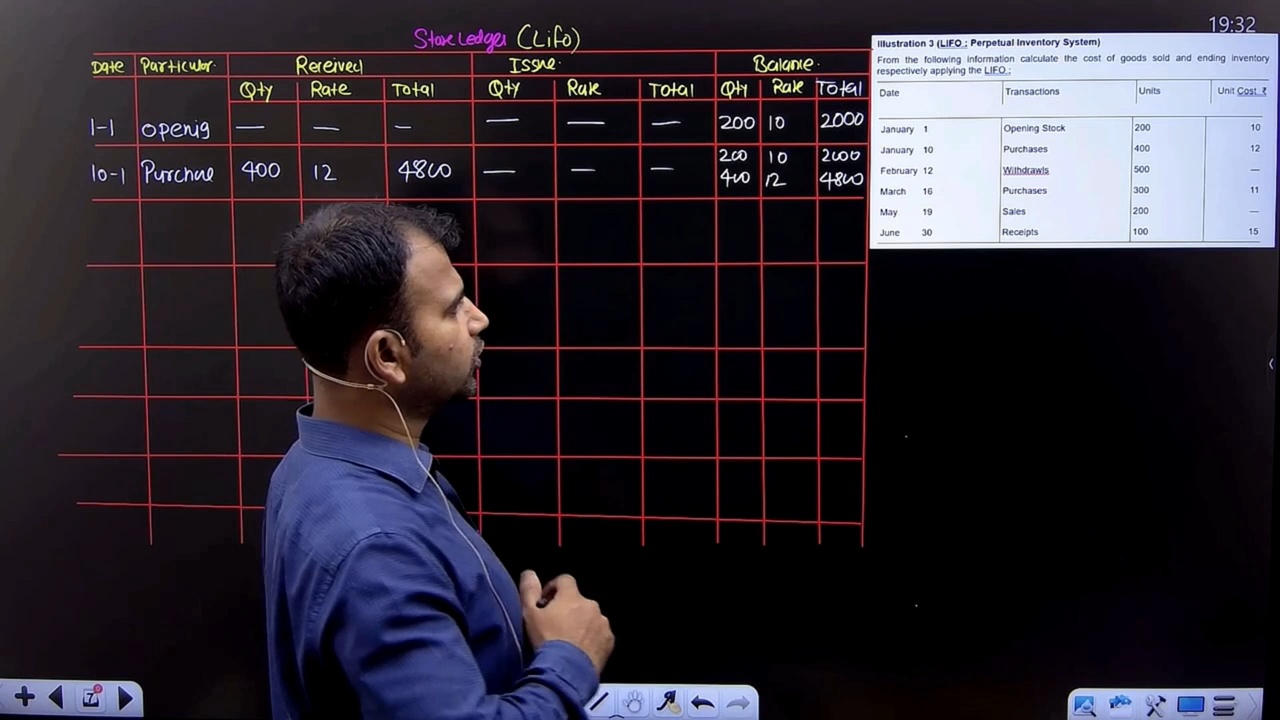 19:32
Store Ledger (Lifo)
Date Particular Received Issue Balance
Qty Rate Total Qty Rate Total Qty Rate Total
1-1 openig — — — — — — 200 10 2000
10-1 Purchae 400 12 4800 — — — 200 10 2000
400 12 4800
Illustration 3 (LIFO : Perpetual Inventory System)
From the following information calculate the cost of goods sold and ending inventory
respectively applying the LIFO :
Date Transactions Units Unit Cost ₹
January 1 Opening Stock 200 10
January 10 Purchases 400 12
February 12 Withdrawls 500 —
March 16 Purchases 300 11
May 19 Sales 200 —
June 30 Receipts 100 15
7